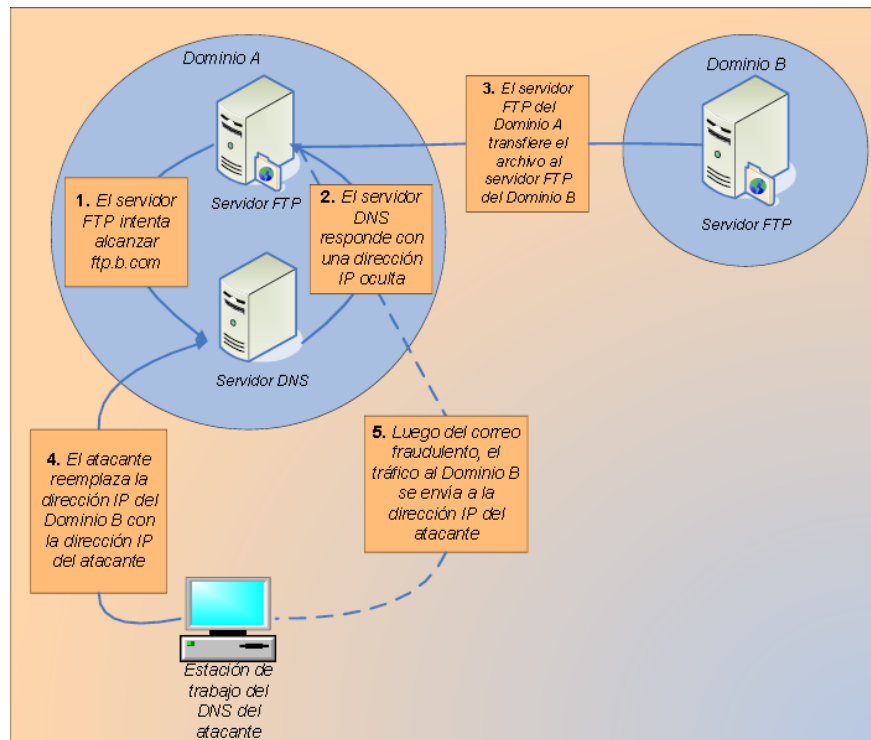 Dominio A
Servidor FTP
1. El servidor
FTP intenta
alcanzar
ftp.b.com
2. El servidor
DNS
responde con
una dirección
IP oculta
Servidor DNS
3. El servidor
FTP del
Dominio A
transfiere el
archivo al
servidor FTP
del Dominio B
Dominio B
Servidor FTP
4. El atacante
reemplaza la
dirección IP del
Dominio B con
la dirección IP
del atacante
5. Luego del correo
fraudulento, el
tráfico al Dominio B
se envía a la
dirección IP del
atacante
Estación de
trabajo del
DNS del
atacante